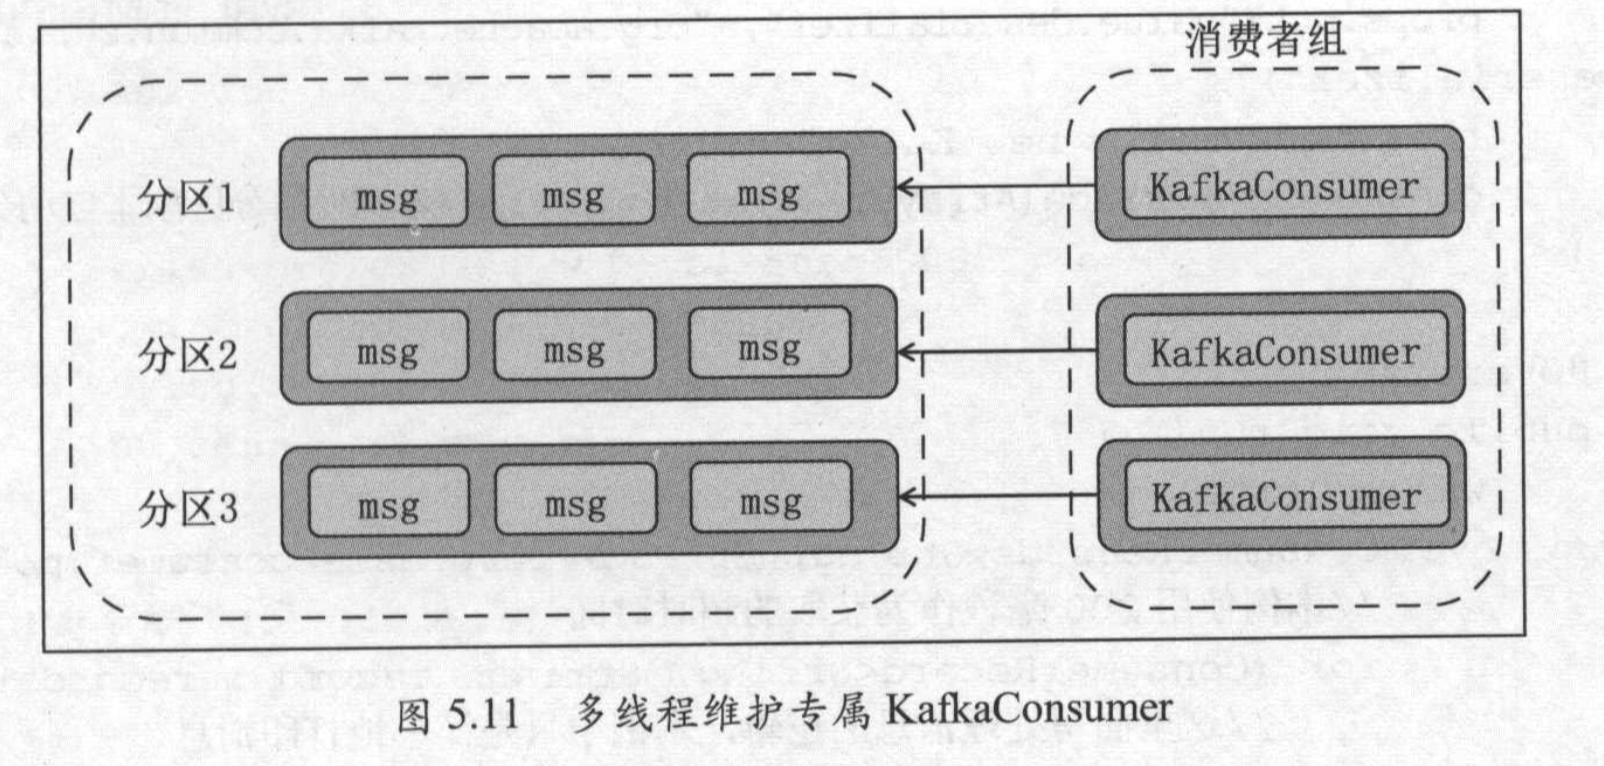 消费者组
分区1 msg msg msg KafkaConsumer
分区2 msg msg msg KafkaConsumer
分区3 msg msg msg KafkaConsumer
图 5.11 多线程维护专属 KafkaConsumer